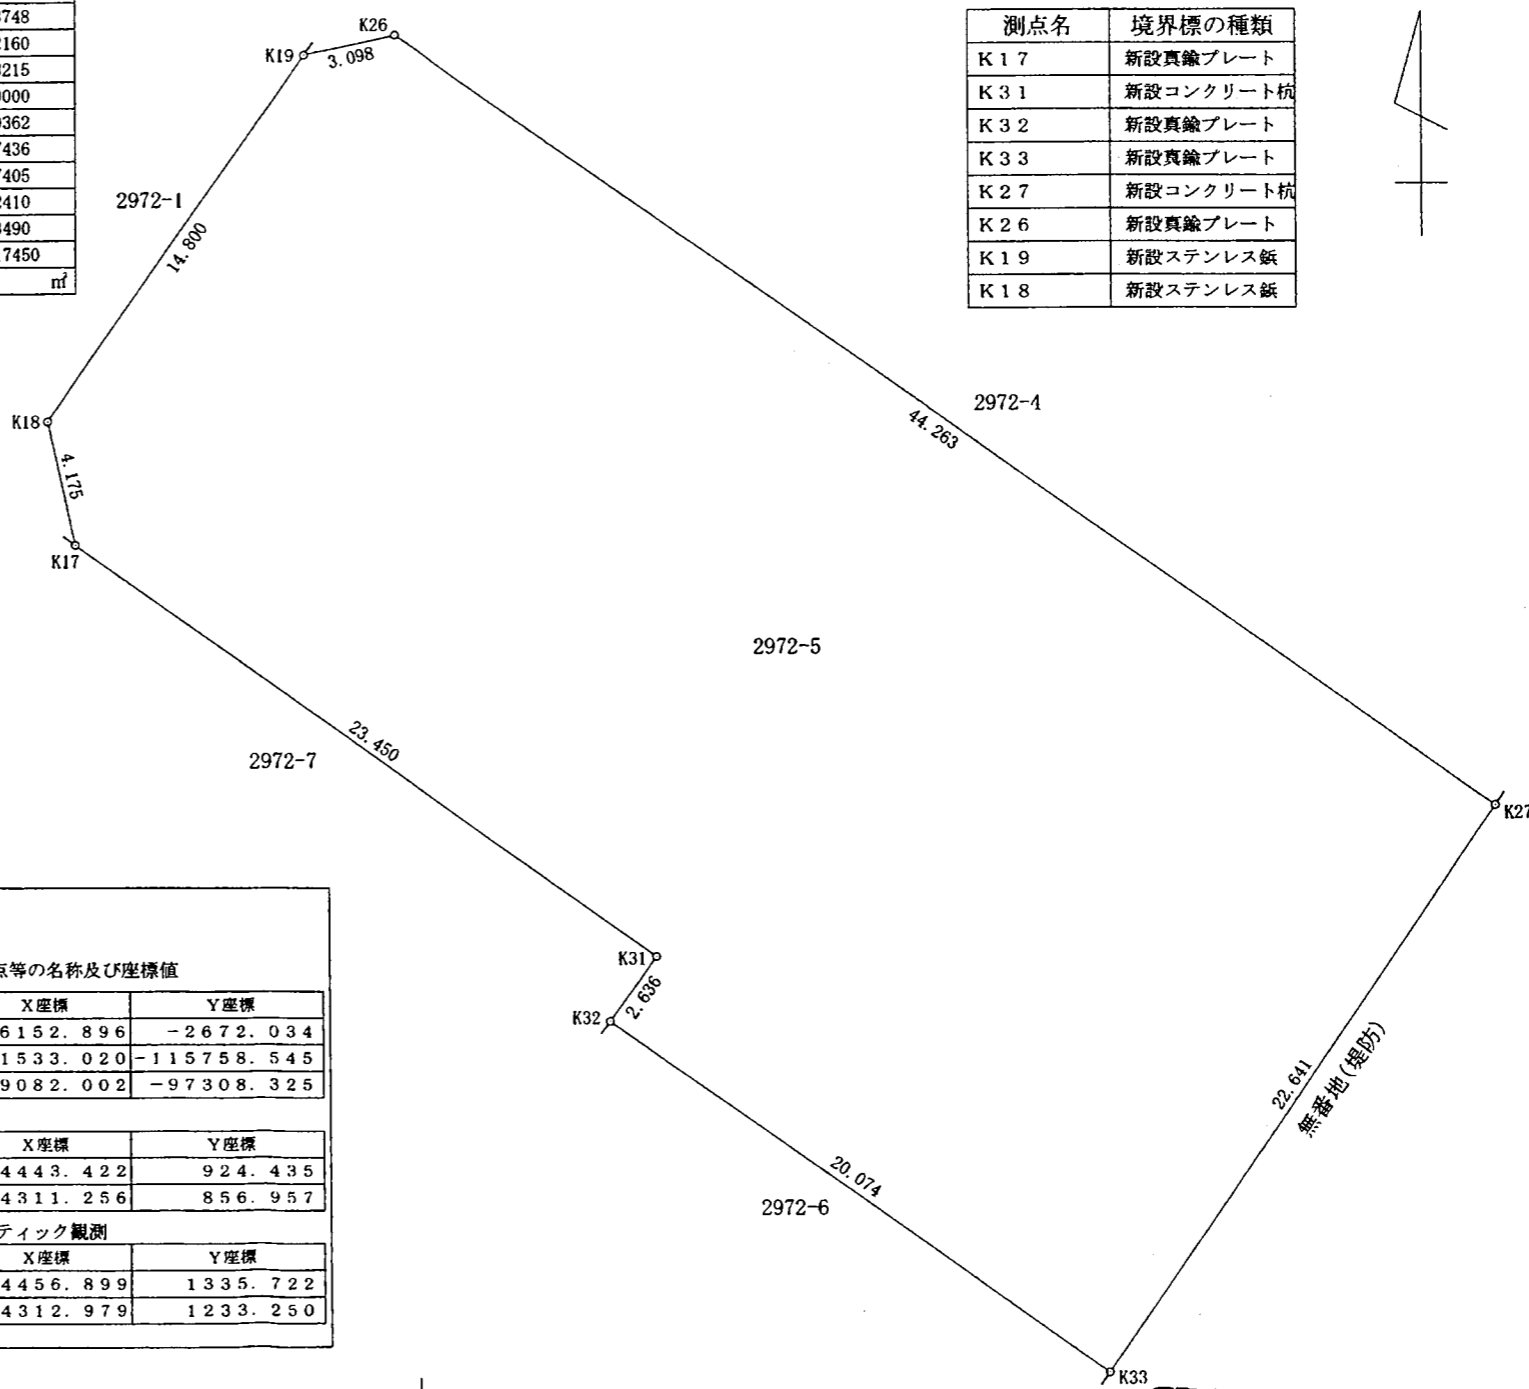 3748
2160
000
362
436
405
2410
490
7450
㎡
K26
K19
3.098
2972-1
14.800
K18
4.175
K17
測点名 境界標の種類
K17 新設真鍮プレート
K31 新設コンクリート杭
K32 新設真鍮プレート
K33 新設真鍮プレート
K27 新設コンクリート杭
K26 新設真鍮プレート
K19 新設ステンレス鋲
K18 新設ステンレス鋲
2972-4
44.263
2972-5
K27
23.450
2972-7
K31
2.636
K32
22.641
無番地(堤防)
20.074
2972-6
K33
点等の名称及び座標値
X座標 Y座標
6152.896 -2672.034
1533.020 -115758.545
9082.002 -97308.325
X座標 Y座標
4443.422 924.435
4311.256 856.957
ティック観測
X座標 Y座標
4456.899 1335.722
4312.979 1233.250